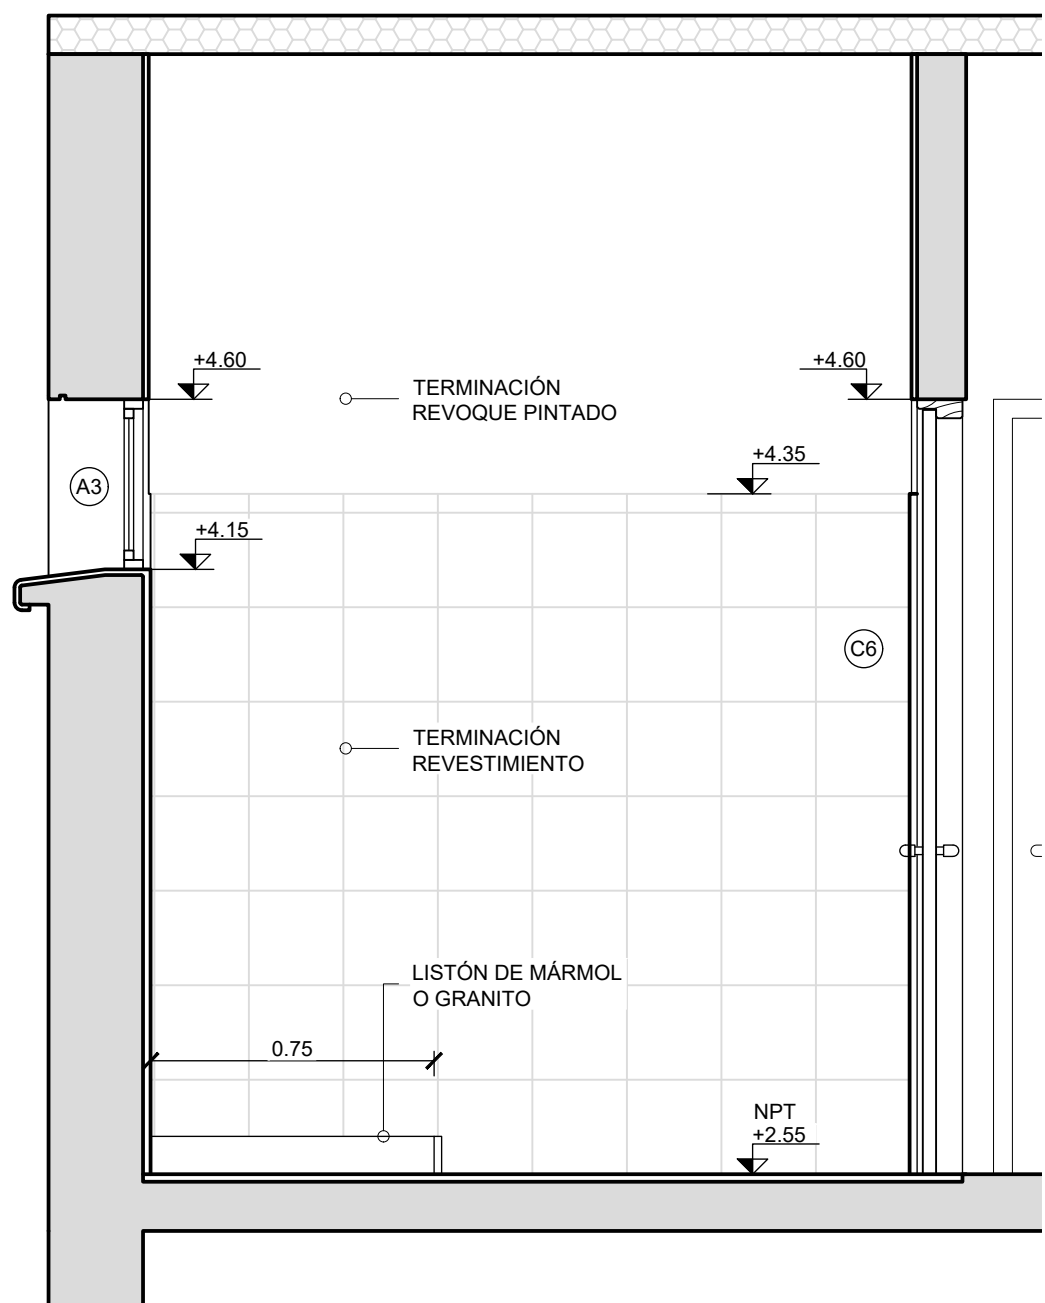 +4.60
+4.60
TERMINACIÓN
REVOQUE PINTADO
+4.35
A3
+4.15
C6
TERMINACIÓN
REVESTIMIENTO
LISTÓN DE MÁRMOL
O GRANITO
0.75
NPT
+2.55